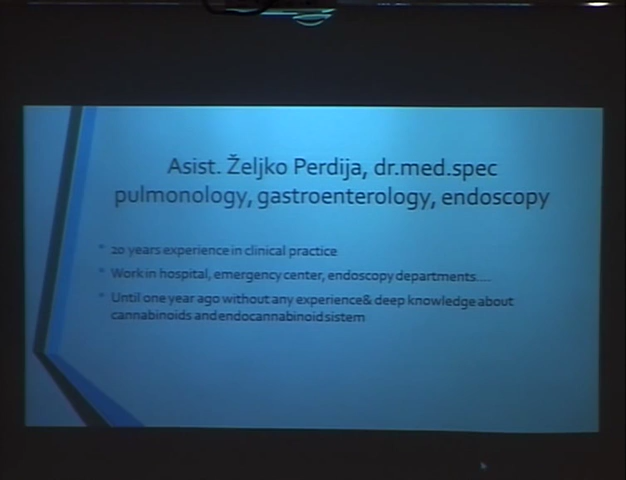 Asist. Željko Perdija, dr.med.spec
pulmonology, gastroenterology, endoscopy
20 years experience in clinical practice
Work in hospital, emergency center, endoscopy departments....
Until one year ago without any experience& deep knowledge about
cannabinoids and endocannabinoid sistem